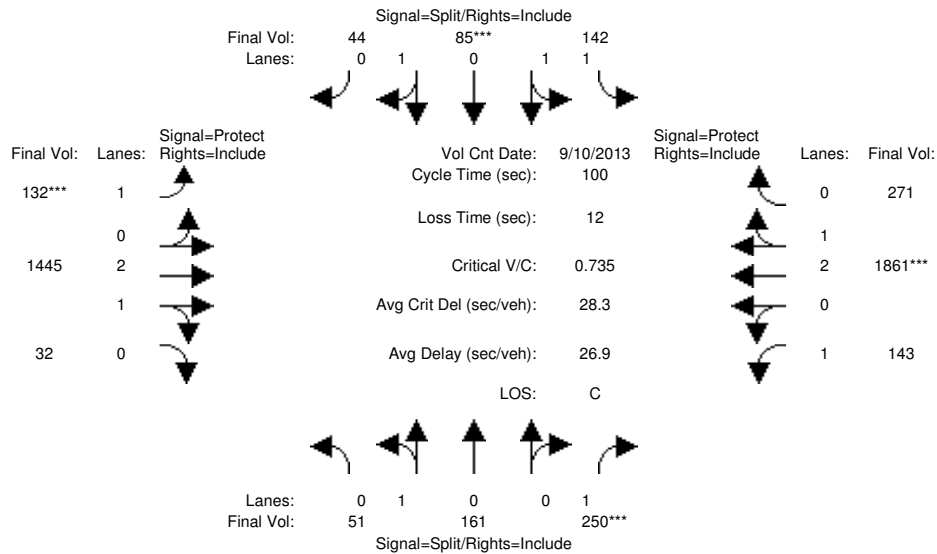 Signal=Split/Rights=Include
Final Vol: 44 85*** 142
Lanes: 0 1 0 1 1
Signal=Protect
Final Vol: Lanes: Rights=Include
Vol Cnt Date: 9/10/2013
Signal=Protect
Rights=Include Lanes: Final Vol:
Cycle Time (sec): 100
132*** 1
0 271
Loss Time (sec): 12
0
1
1445 2
Critical V/C: 0.735
2 1861***
1
Avg Crit Del (sec/veh): 28.3
0
32 0
Avg Delay (sec/veh): 26.9
1 143
LOS: C
Lanes: 0 1 0 0 1
Final Vol: 51 161 250***
Signal=Split/Rights=Include